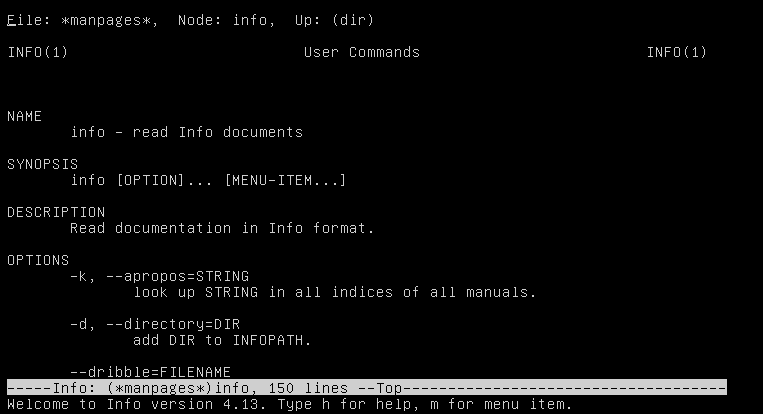 File: *manpages*,  Node: info,  Up: (dir)
INFO(1)                              User Commands                             INFO(1)
NAME
info - read Info documents
SYNOPSIS
info [OPTION]... [MENU-ITEM...]
DESCRIPTION
Read documentation in Info format.
OPTIONS
-k, --apropos=STRING
look up STRING in all indices of all manuals.
-d, --directory=DIR
add DIR to INFOPATH.
--dribble=FILENAME
-----Info: (*manpages*)info, 150 lines --Top-----------------------------------------
Welcome to Info version 4.13. Type h for help, m for menu item.